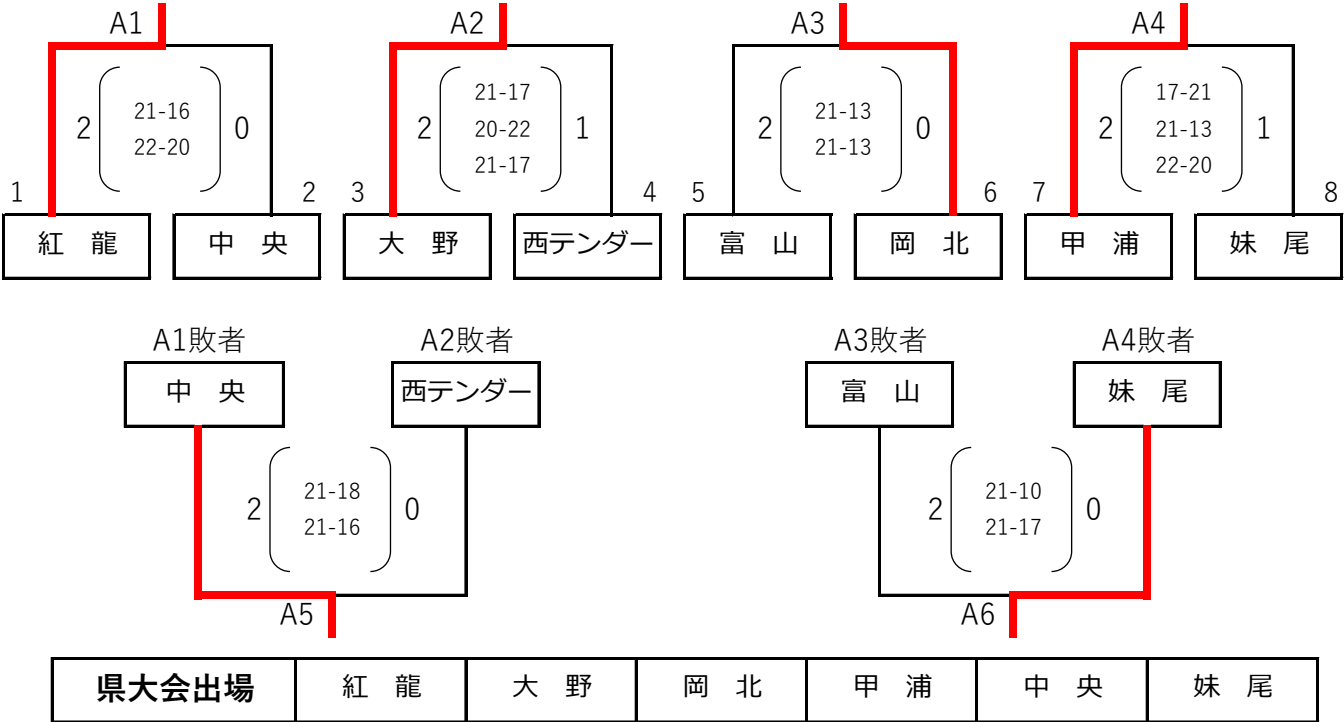 A1 A2 A3 A4
2 21-16 22-20 0
2 21-17 20-22 21-17 1
2 21-13 21-13 0
2 17-21 21-13 22-20 1
1 2 3 4 5 6 7 8
紅 龍 中 央 大 野 西テンダー 富 山 岡 北 甲 浦 妹 尾
A1敗者 A2敗者 A3敗者 A4敗者
中 央 西テンダー 富 山 妹 尾
2 21-18 21-16 0
2 21-10 21-17 0
A5 A6
県大会出場 紅 龍 大 野 岡 北 甲 浦 中 央 妹 尾